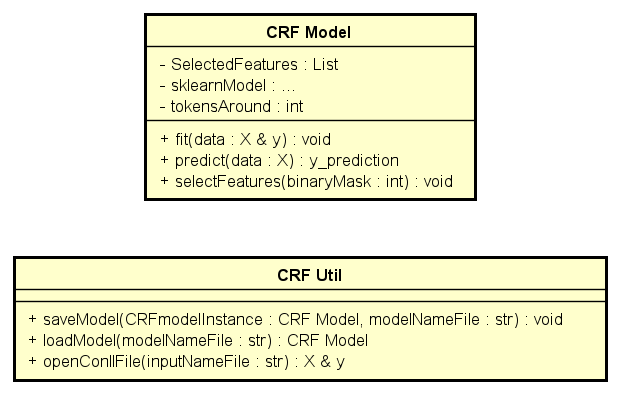 CRF Model
- SelectedFeatures : List
- sklearnModel : ...
- tokensAround : int
+ fit(data : X & y) : void
+ predict(data : X) : y_prediction
+ selectFeatures(binaryMask : int) : void
CRF Util
+ saveModel(CRFmodelInstance : CRF Model, modelNameFile : str) : void
+ loadModel(modelNameFile : str) : CRF Model
+ openConllFile(inputNameFile : str) : X & y